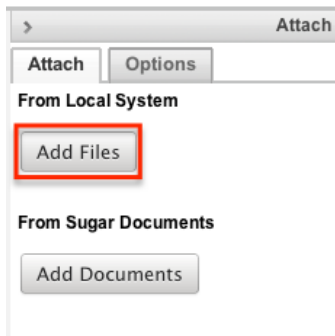 Attach
Attach Options
From Local System
Add Files
From Sugar Documents
Add Documents